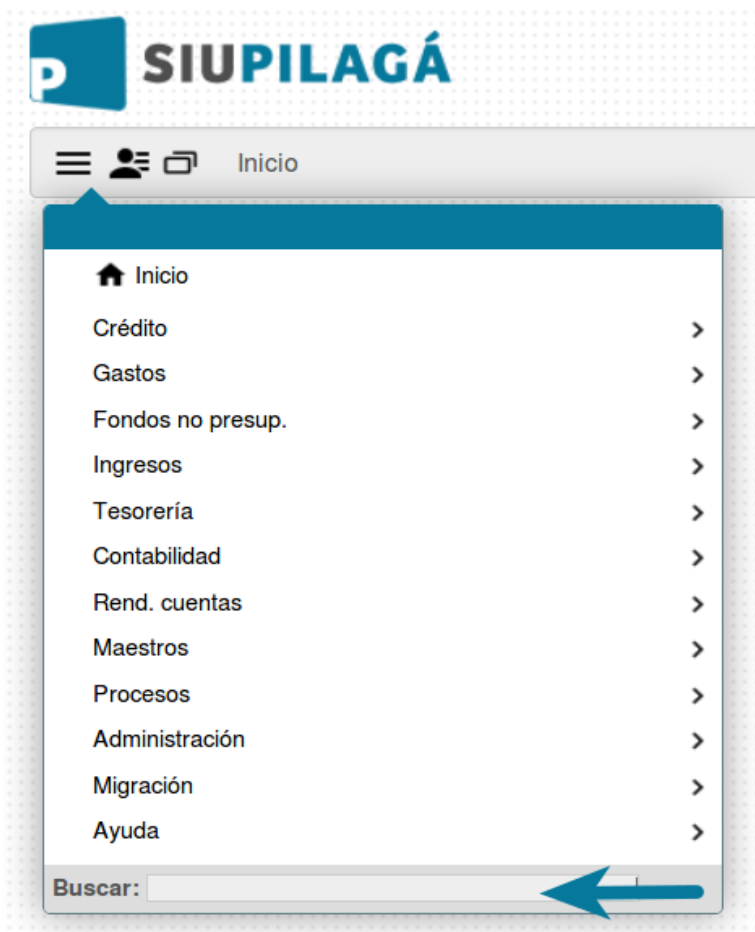 P SIUPILAGÁ
Inicio
Inicio
Crédito
Gastos
Fondos no presup.
Ingresos
Tesorería
Contabilidad
Rend. cuentas
Maestros
Procesos
Administración
Migración
Ayuda
Buscar: